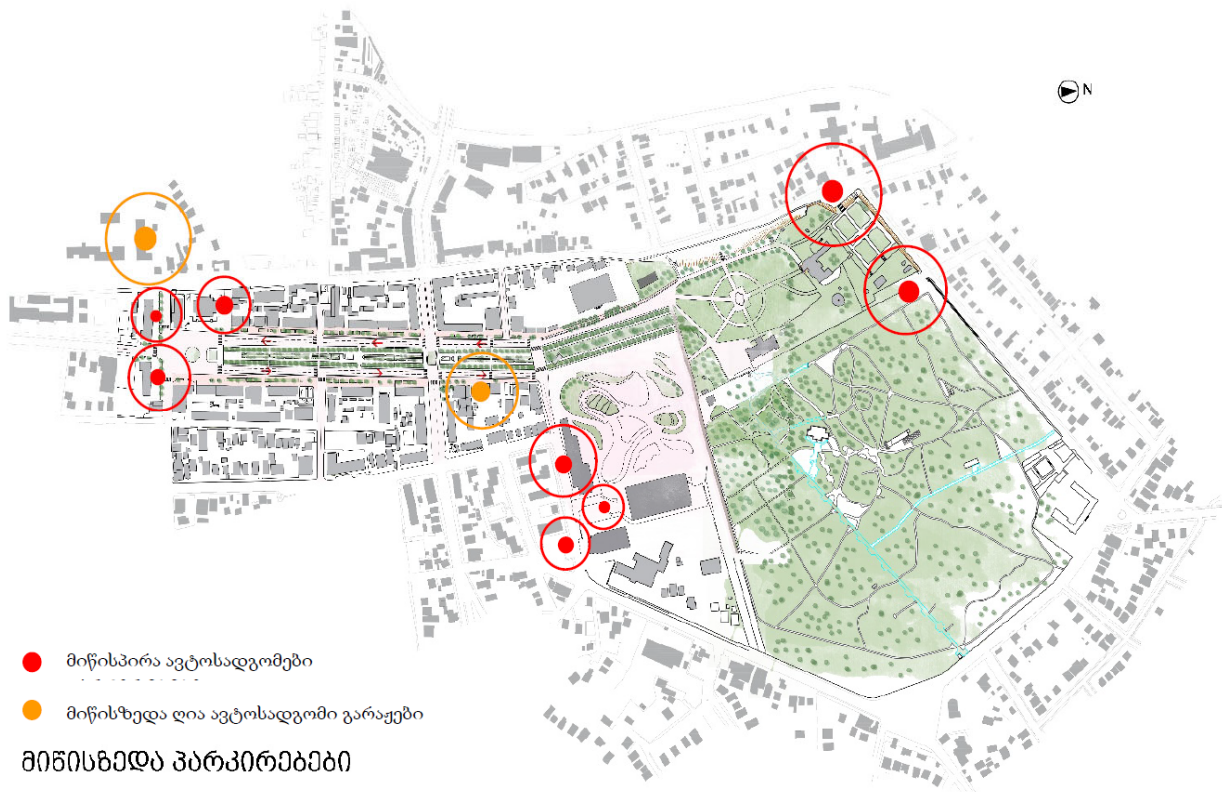 N
მიწისპირა ავტოსადგომები
მიწისზედა ღია ავტოსადგომი გარაჟები
მიწისზედა პარკირებები